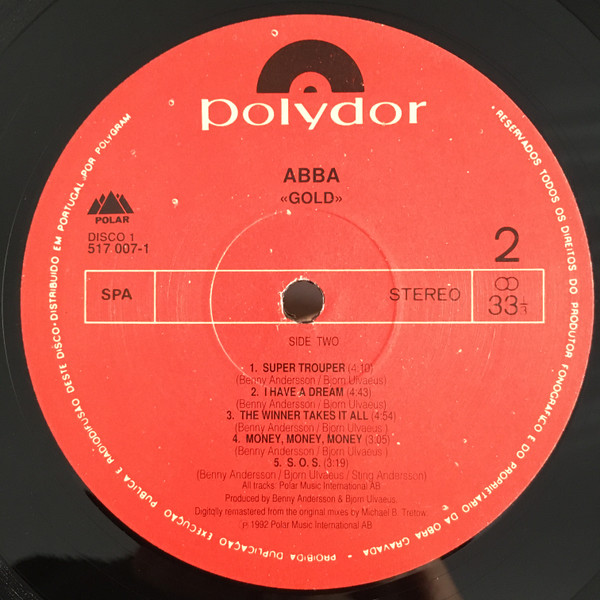 polydor
ABBA
«GOLD»
POLAR
DISCO 1
517 007-1
2
SPA
STEREO
33 1/3
SIDE TWO
1. SUPER TROUPER (4:10)
(Benny Andersson / Bjorn Ulvaeus)
2. I HAVE A DREAM (4:43)
(Benny Andersson / Bjorn Ulvaeus )
3. THE WINNER TAKES IT ALL (4:54)
(Benny Andersson / Bjorn Ulvaeus )
4. MONEY, MONEY, MONEY (3:05)
(Benny Andersson / Bjorn Ulvaeus )
5. S. O. S. (3:19)
(Benny Andersson / Bjorn Ulvaeus / Sting Andersson)
All tracks: Polar Music International AB
Produced by Benny Andersson & Bjorn Ulvaeus.
Digitally remastered from the original mixes by Michael B. Tretow
℗ 1992 Polar Music International AB
RESERVADOS TODOS OS DIREITOS DO PRODUTOR FONOGRÁFICO E DO PROPRIETÁRIO DA OBRA GRAVADA - PROIBIDA DUPLICAÇÃO EXECUÇÃO PUBLICA E RADIODIFUSÃO DESTE DISCO • DISTRIBUIDO EM PORTUGAL POR POLYGRAM